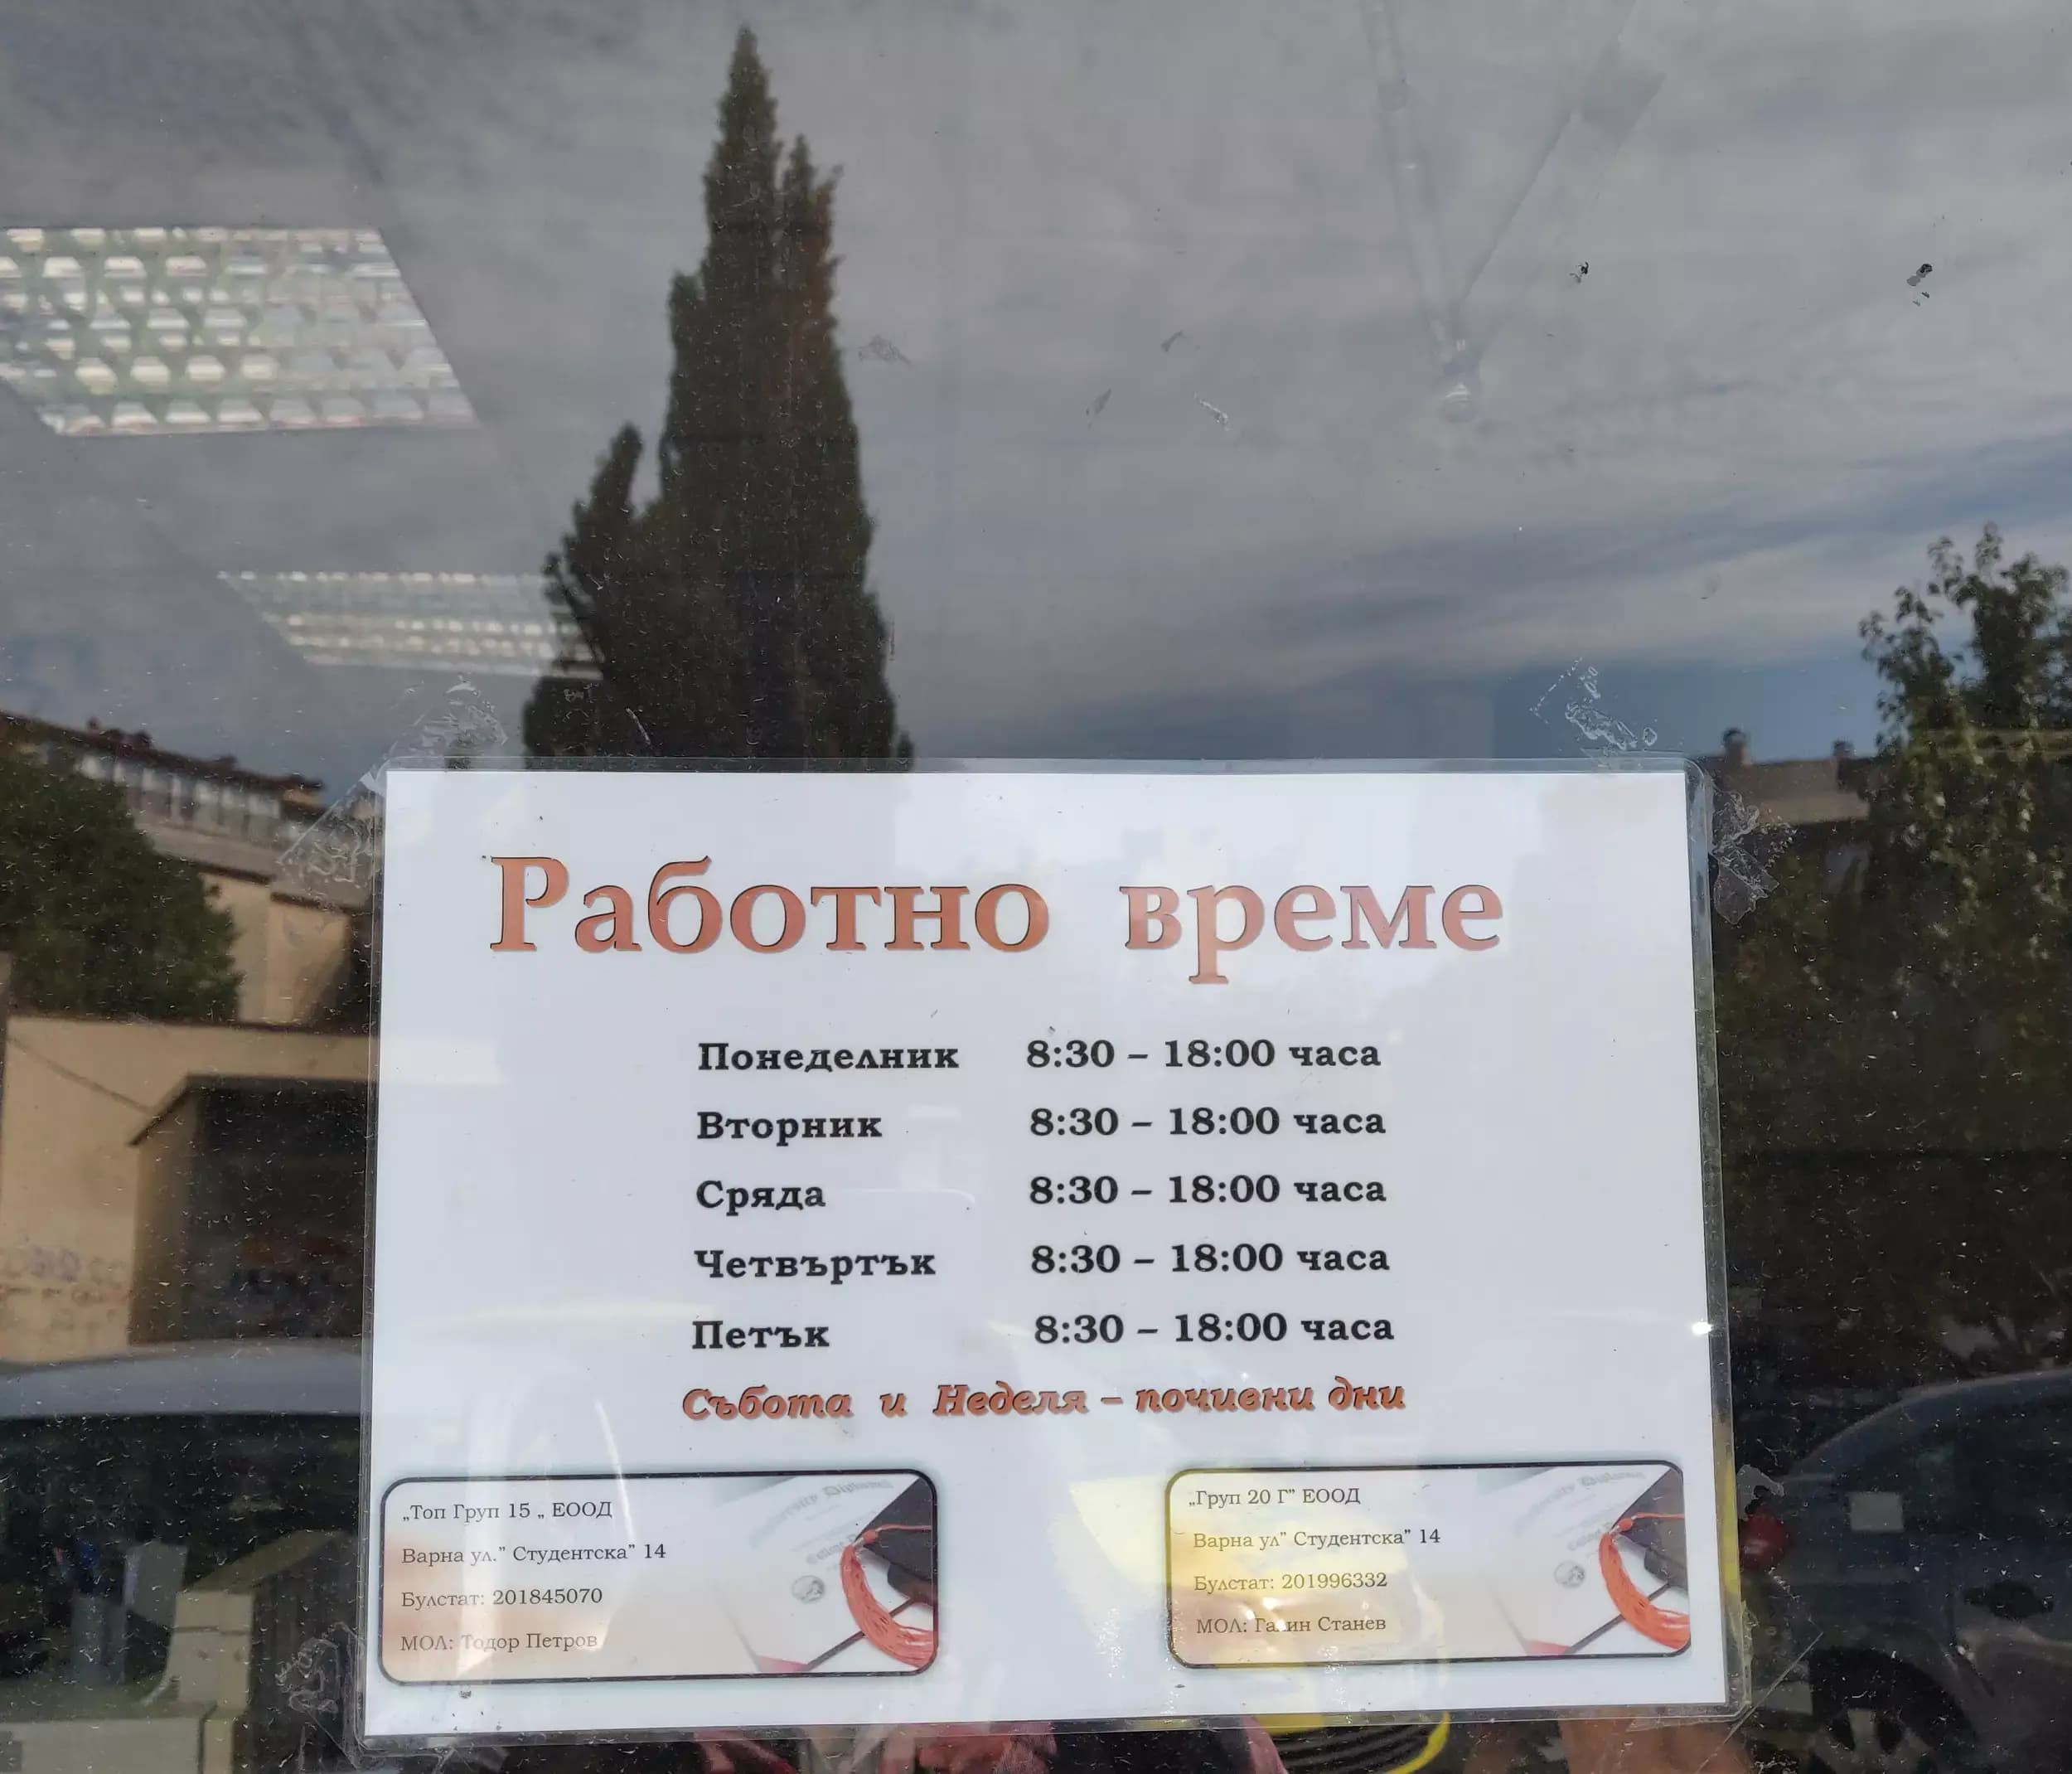 Работно време
Понеделник 8:30 – 18:00 часа
Вторник 8:30 – 18:00 часа
Сряда 8:30 – 18:00 часа
Четвъртък 8:30 – 18:00 часа
Петък 8:30 – 18:00 часа
Събота и Неделя – почивни дни
„Топ Груп 15 „ ЕООД
Варна ул.” Студентска” 14
Булстат: 201845070
МОЛ: Тодор Петров
„Груп 20 Г” ЕООД
Варна ул” Студентска” 14
Булстат: 201996332
МОЛ: Галин Станев